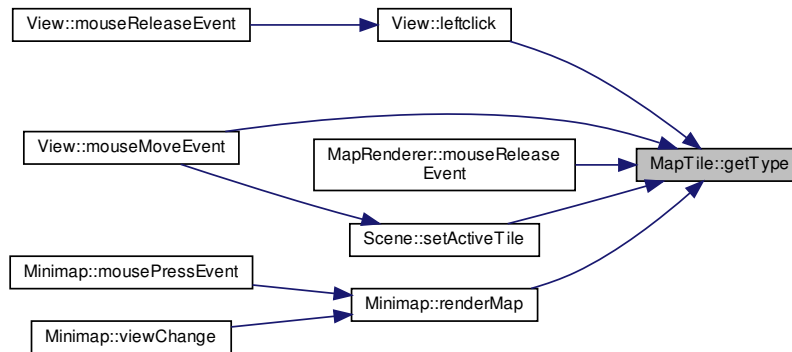 View::mouseReleaseEvent
View::leftclick
View::mouseMoveEvent
MapRenderer::mouseRelease
Event
MapTile::getType
Scene::setActiveTile
Minimap::mousePressEvent
Minimap::renderMap
Minimap::viewChange